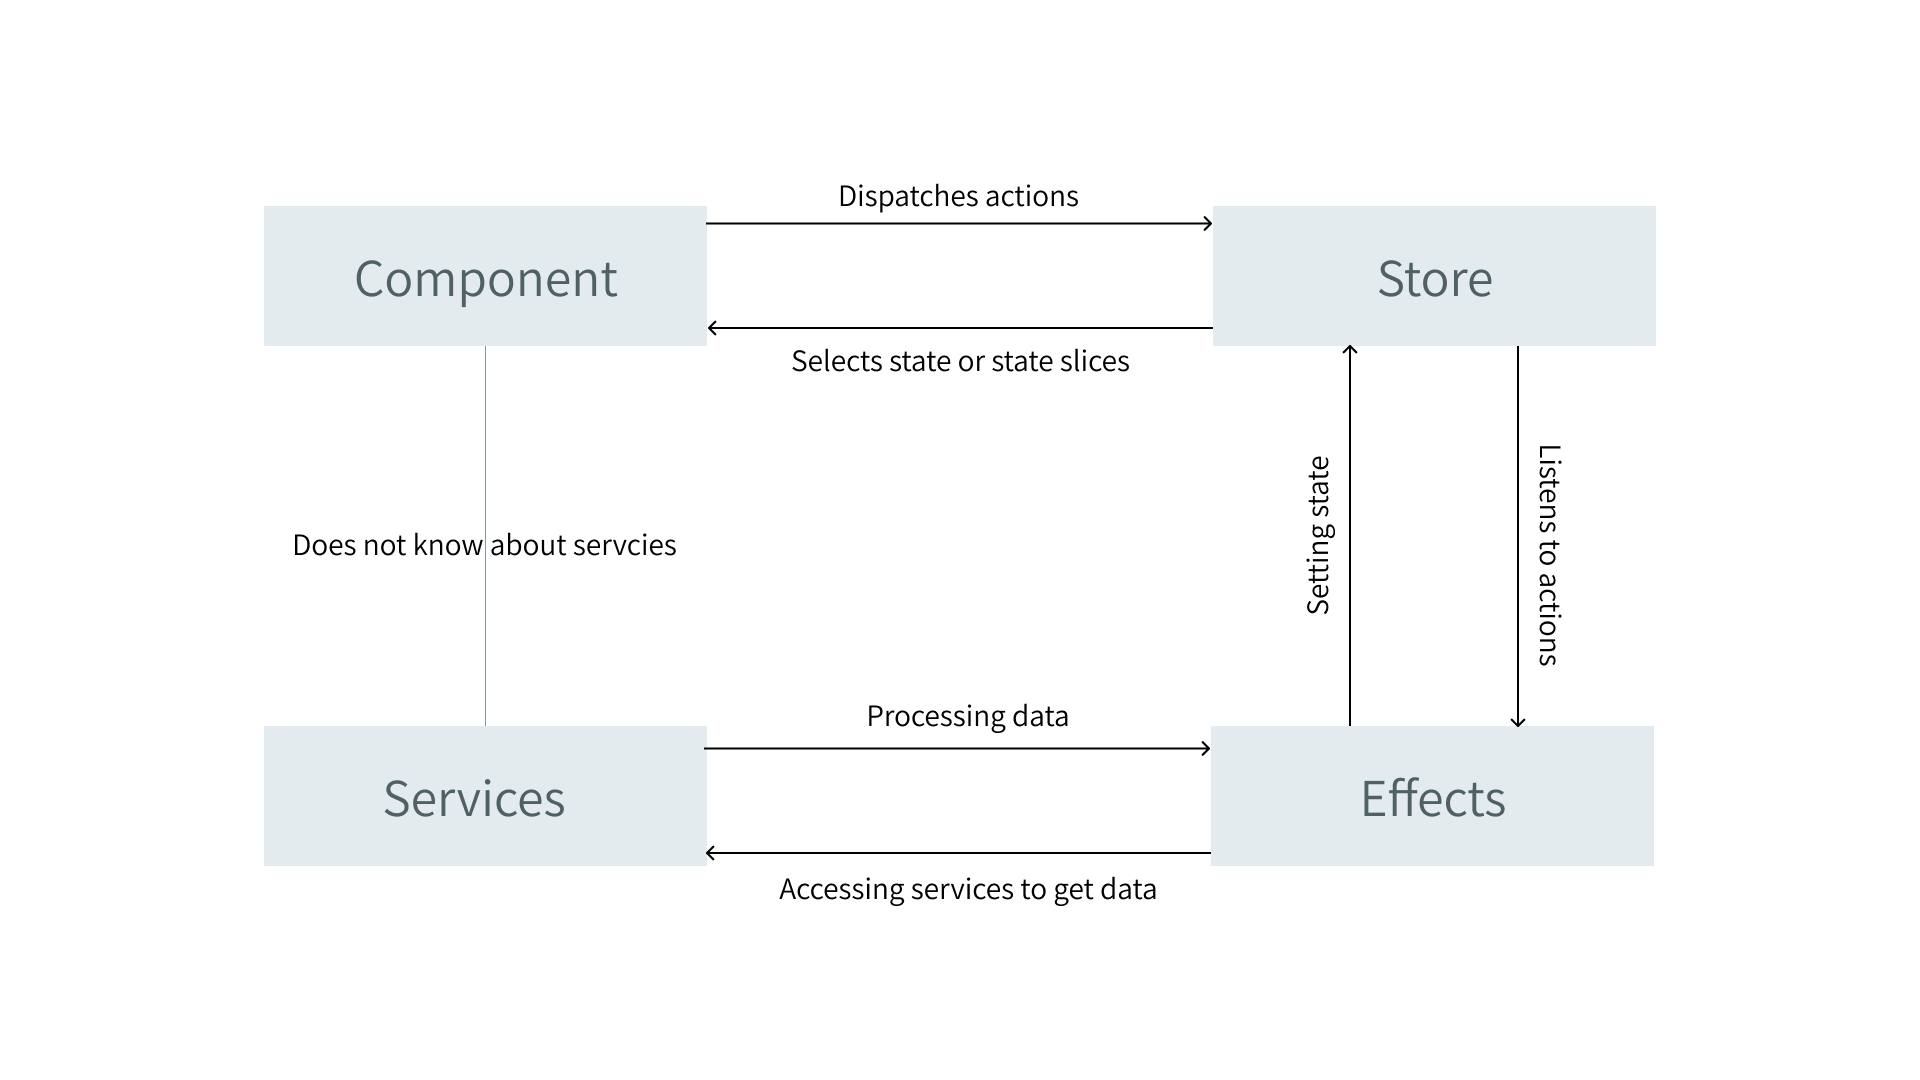 Dispatches actions
Component
Store
Selects state or state slices
Setting state
Listens to actions
Does not know about servcies
Processing data
Services
Effects
Accessing services to get data